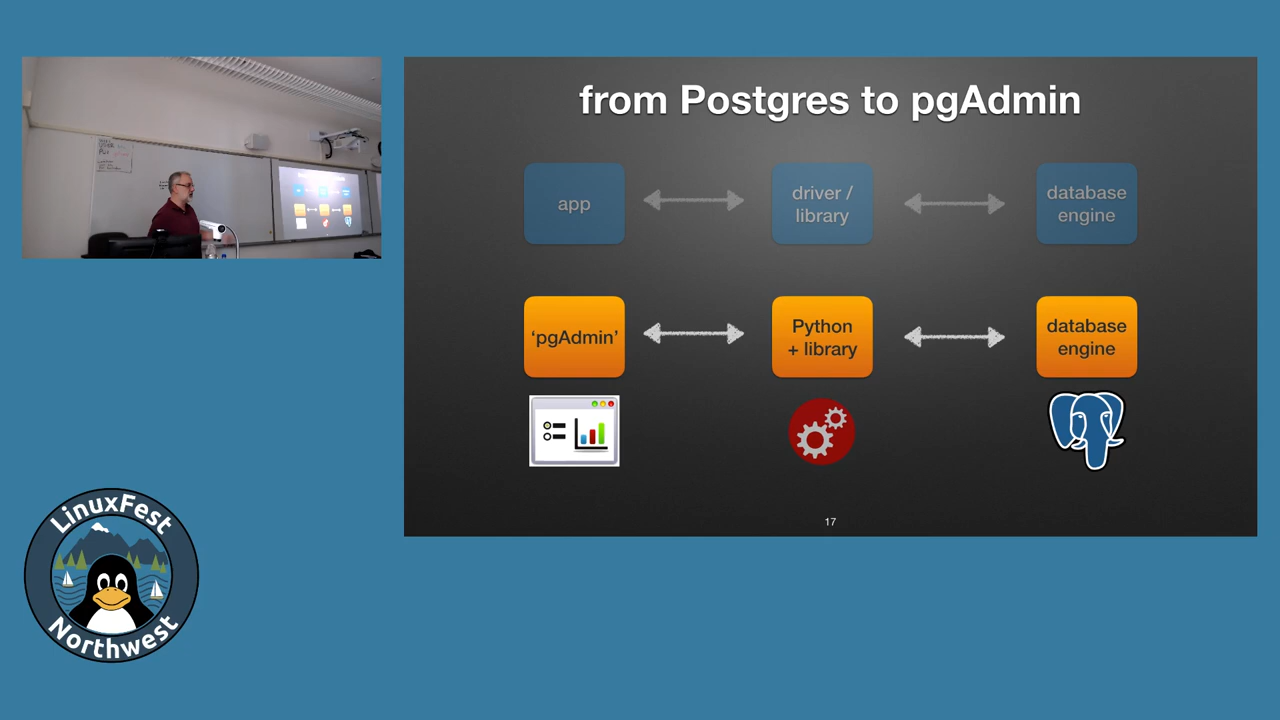 from Postgres to pgAdmin
app
driver /
library
database
engine
‘pgAdmin’
Python
+ library
database
engine
17
LinuxFest
Northwest